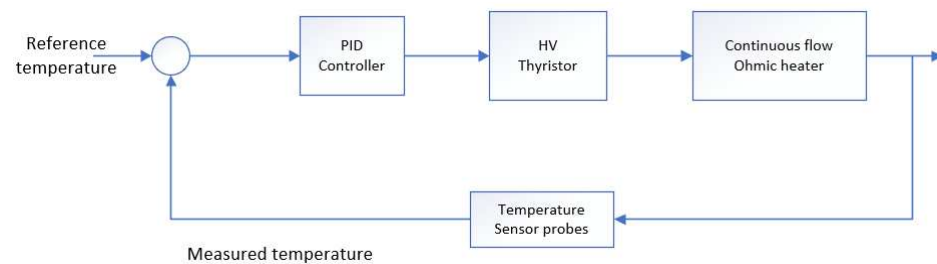 Reference
temperature
PID
Controller
HV
Thyristor
Continuous flow
Ohmic heater
Temperature
Sensor probes
Measured temperature